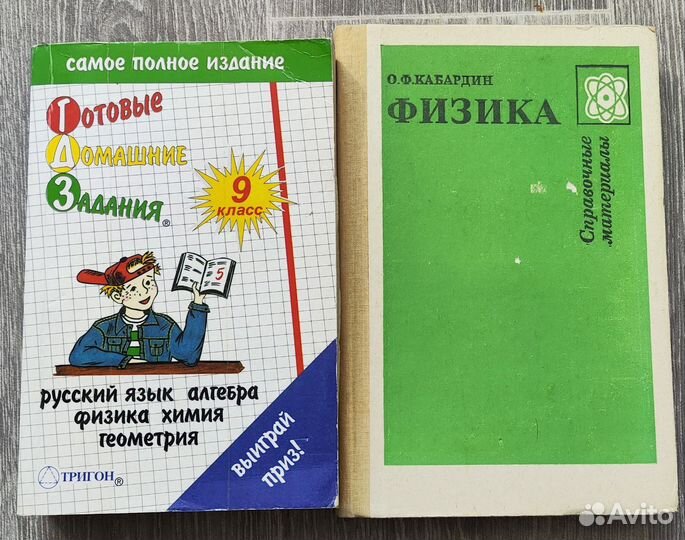 самое полное издание
Готовые
Домашние
Задания®
9
класс
5
русский язык алгебра
физика химия
геометрия
ТРИГОН®
выиграй
приз!
О.Ф.КАБАРДИН
ФИЗИКА
Справочные
материалы
Avito